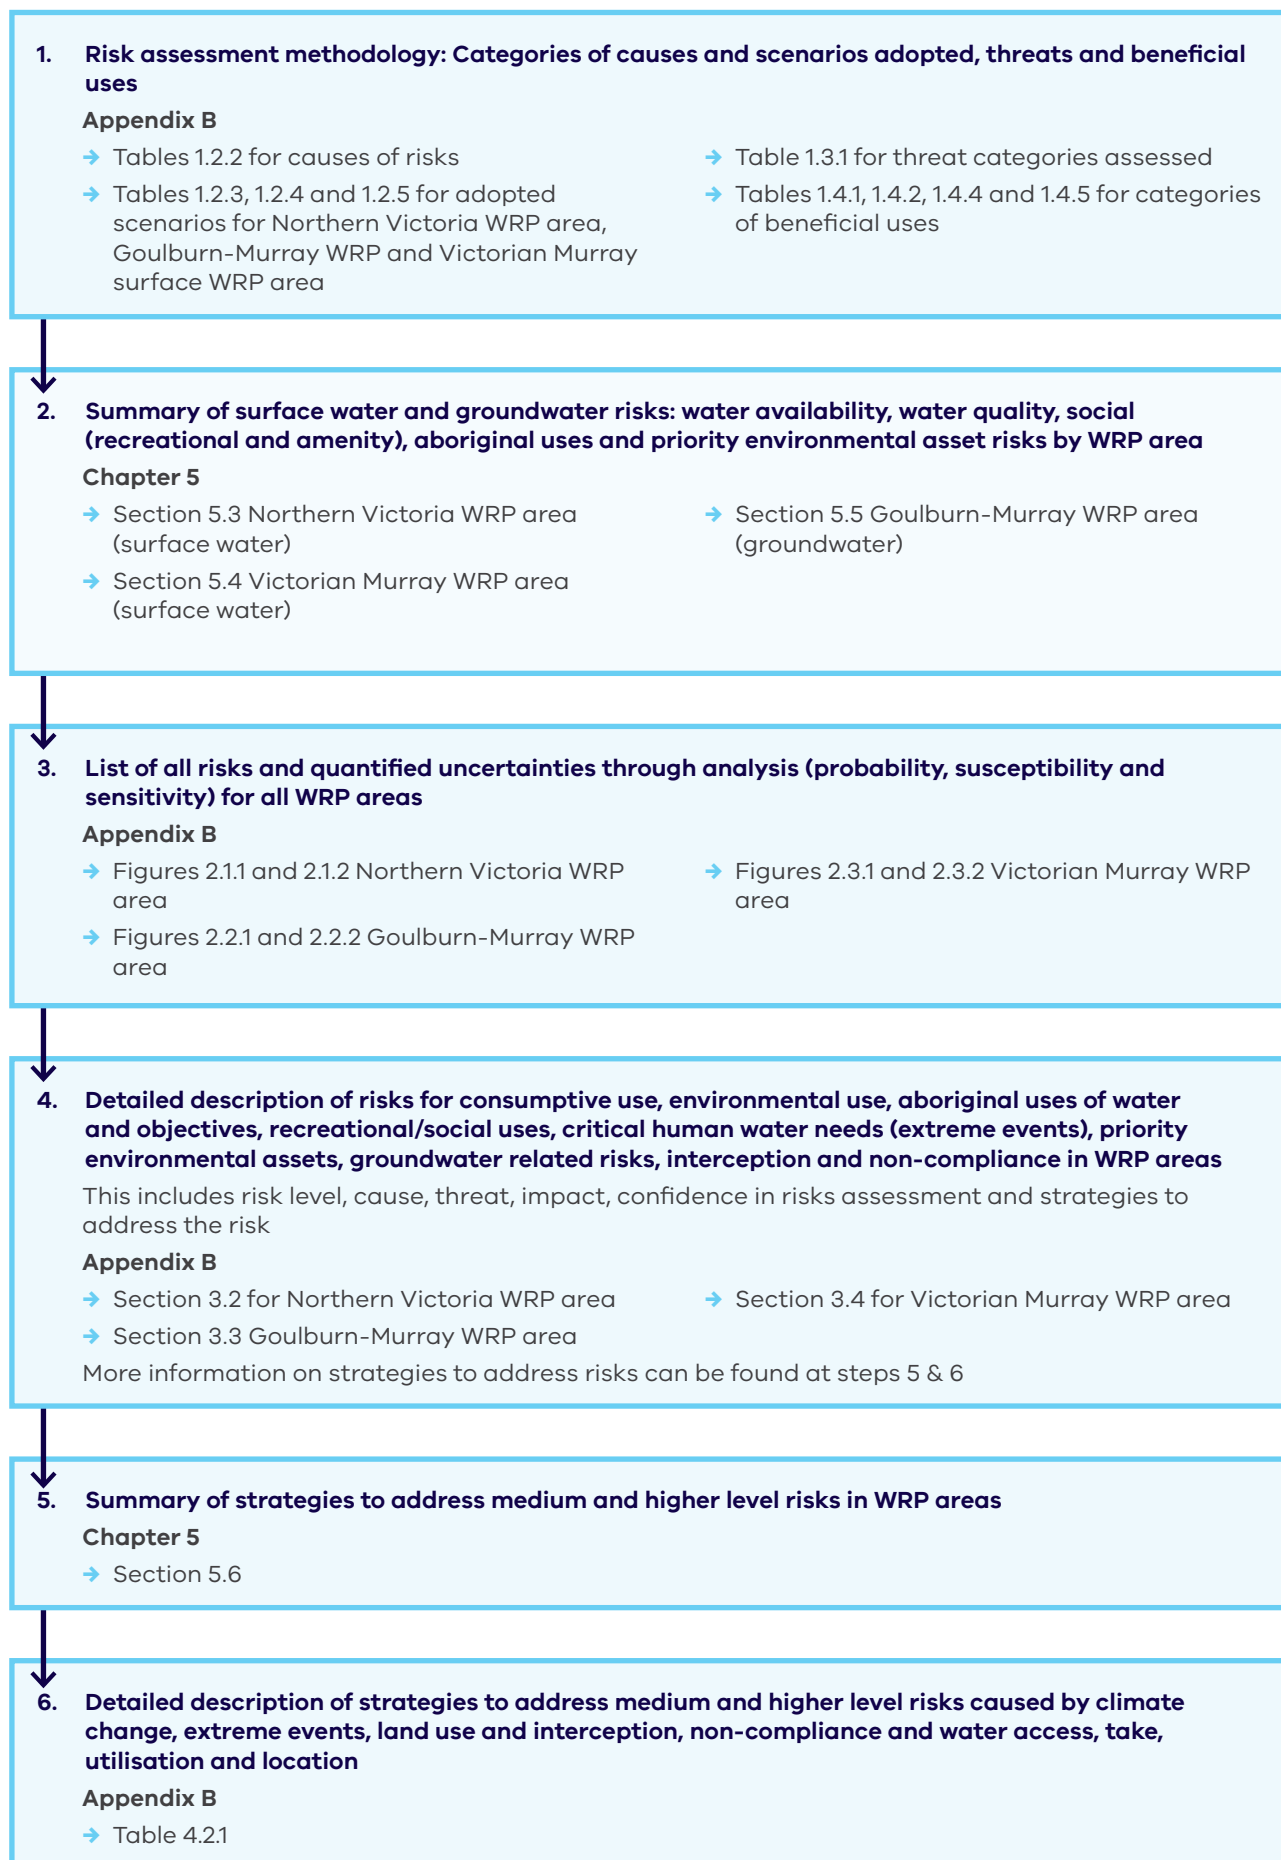 1. Risk assessment methodology: Categories of causes and scenarios adopted, threats and beneficial
uses
Appendix B
→ Tables 1.2.2 for causes of risks
→ Tables 1.2.3, 1.2.4 and 1.2.5 for adopted
scenarios for Northern Victoria WRP area,
Goulburn-Murray WRP and Victorian Murray
surface WRP area
→ Table 1.3.1 for threat categories assessed
→ Tables 1.4.1, 1.4.2, 1.4.4 and 1.4.5 for categories
of beneficial uses
2. Summary of surface water and groundwater risks: water availability, water quality, social
(recreational and amenity), aboriginal uses and priority environmental asset risks by WRP area
Chapter 5
→ Section 5.3 Northern Victoria WRP area
(surface water)
→ Section 5.4 Victorian Murray WRP area
(surface water)
→ Section 5.5 Goulburn-Murray WRP area
(groundwater)
3. List of all risks and quantified uncertainties through analysis (probability, susceptibility and
sensitivity) for all WRP areas
Appendix B
→ Figures 2.1.1 and 2.1.2 Northern Victoria WRP
area
→ Figures 2.2.1 and 2.2.2 Goulburn-Murray WRP
area
→ Figures 2.3.1 and 2.3.2 Victorian Murray WRP
area
4. Detailed description of risks for consumptive use, environmental use, aboriginal uses of water
and objectives, recreational/social uses, critical human water needs (extreme events), priority
environmental assets, groundwater related risks, interception and non-compliance in WRP areas
This includes risk level, cause, threat, impact, confidence in risks assessment and strategies to
address the risk
Appendix B
→ Section 3.2 for Northern Victoria WRP area
→ Section 3.3 Goulburn-Murray WRP area
→ Section 3.4 for Victorian Murray WRP area
More information on strategies to address risks can be found at steps 5 & 6
5. Summary of strategies to address medium and higher level risks in WRP areas
Chapter 5
→ Section 5.6
6. Detailed description of strategies to address medium and higher level risks caused by climate
change, extreme events, land use and interception, non-compliance and water access, take,
utilisation and location
Appendix B
→ Table 4.2.1